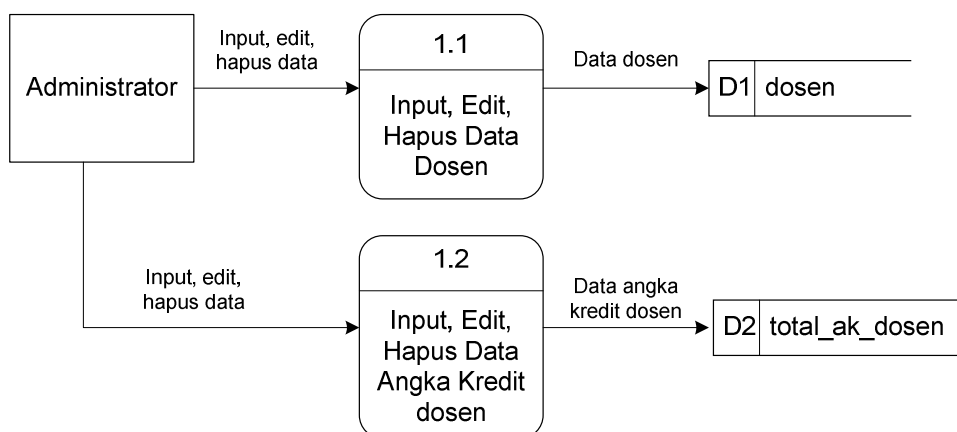 Administrator
Input, edit,
hapus data
1.1
Input, Edit,
Hapus Data
Dosen
Data dosen
D1 dosen
Input, edit,
hapus data
1.2
Input, Edit,
Hapus Data
Angka Kredit
dosen
Data angka
kredit dosen
D2 total_ak_dosen